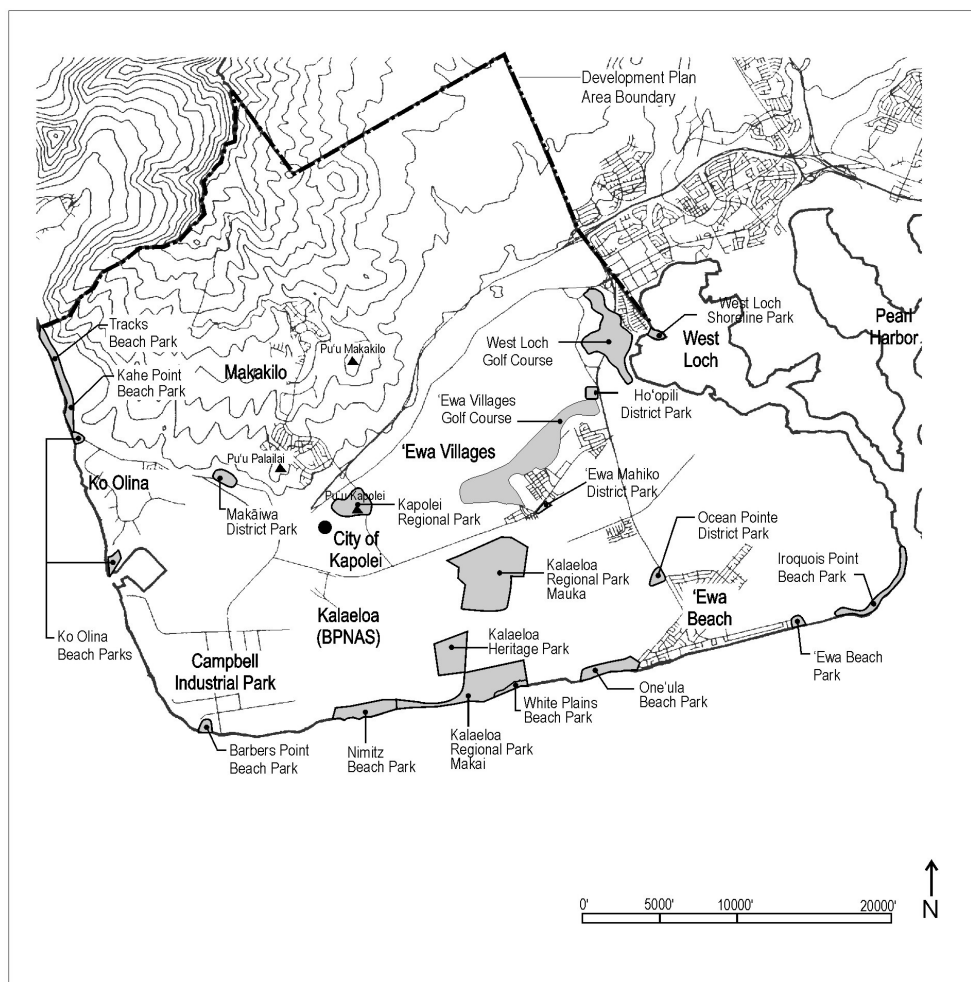 Development Plan
Area Boundary
Tracks
Beach Park
Kahe Point
Beach Park
Pu'u Makakilo
Makakilo
West Loch
Golf Course
West Loch
Shoreline Park
West
Loch
Pearl
Harbor
Ho'opili
District Park
'Ewa Villages
Golf Course
'Ewa Villages
Pu'u Palailai
Ko Olina
Makāiwa
District Park
Pu'u Kapolei
Kapolei
Regional Park
City of
Kapolei
'Ewa Mahiko
District Park
Ocean Pointe
District Park
Iroquois Point
Beach Park
Kalaeloa
Regional Park
Mauka
'Ewa
Beach
Kalaeloa
(BPNAS)
Ko Olina
Beach Parks
Campbell
Industrial Park
Kalaeloa
Heritage Park
'Ewa Beach
Park
One'ula
Beach Park
White Plains
Beach Park
Barbers Point
Beach Park
Nimitz
Beach Park
Kalaeloa
Regional Park
Makai
0' 5000' 10000' 20000'
N